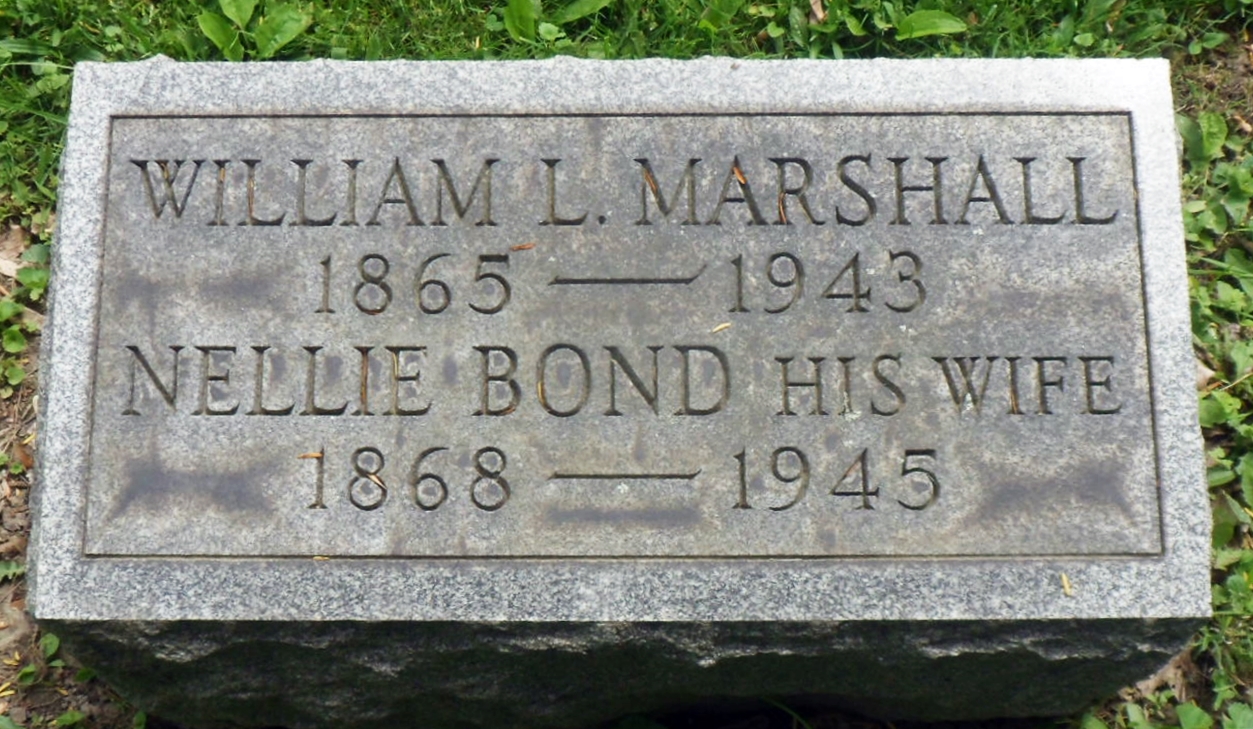 WILLIAM L. MARSHALL
1865 — 1943
NELLIE BOND HIS WIFE
1868 — 1945